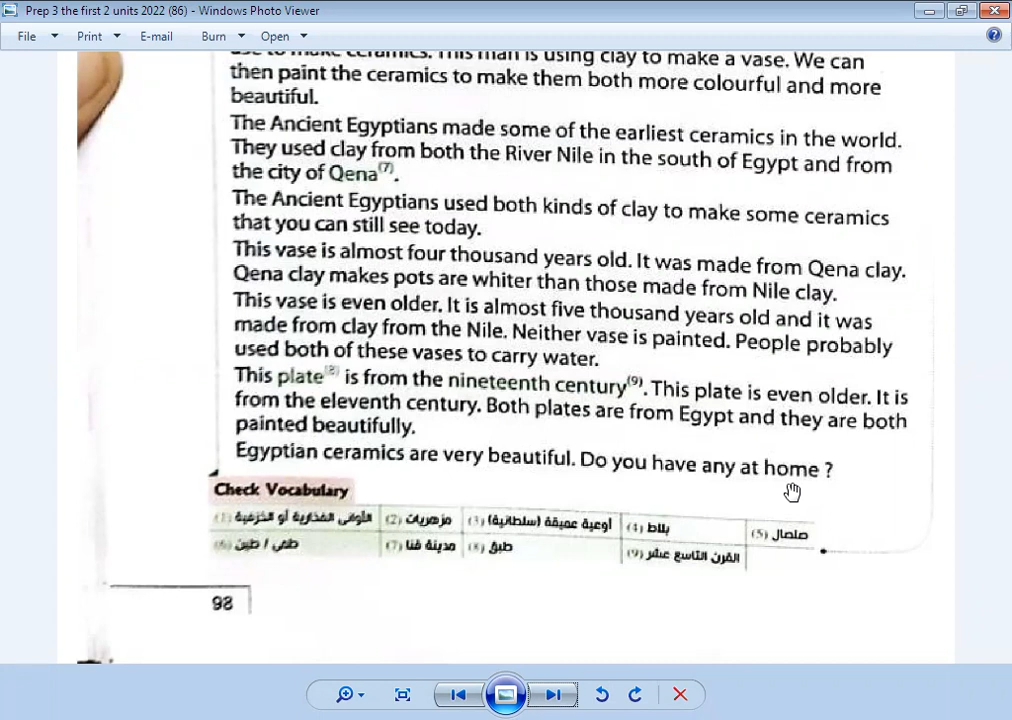 Prep 3 the first 2 units 2022 (86) - Windows Photo Viewer
File Print E-mail Burn Open
use to make ceramics. This man is using clay to make a vase. We can
then paint the ceramics to make them both more colourful and more
beautiful.
The Ancient Egyptians made some of the earliest ceramics in the world.
They used clay from both the River Nile in the south of Egypt and from
the city of Qena(7).
The Ancient Egyptians used both kinds of clay to make some ceramics
that you can still see today.
This vase is almost four thousand years old. It was made from Qena clay.
Qena clay makes pots are whiter than those made from Nile clay.
This vase is even older. It is almost five thousand years old and it was
made from clay from the Nile. Neither vase is painted. People probably
used both of these vases to carry water.
This plate(8) is from the nineteenth century(9). This plate is even older. It is
from the eleventh century. Both plates are from Egypt and they are both
painted beautifully.
Egyptian ceramics are very beautiful. Do you have any at home ?
Check Vocabulary
(1) الأوانى الفخارية أو الخزفية (2) مزهريات (3) أوعية عميقة (سلطانية) (4) بلاط (5) صلصال
(6) طمى / طين (7) مدينة قنا (8) طبق (9) القرن التاسع عشر
98